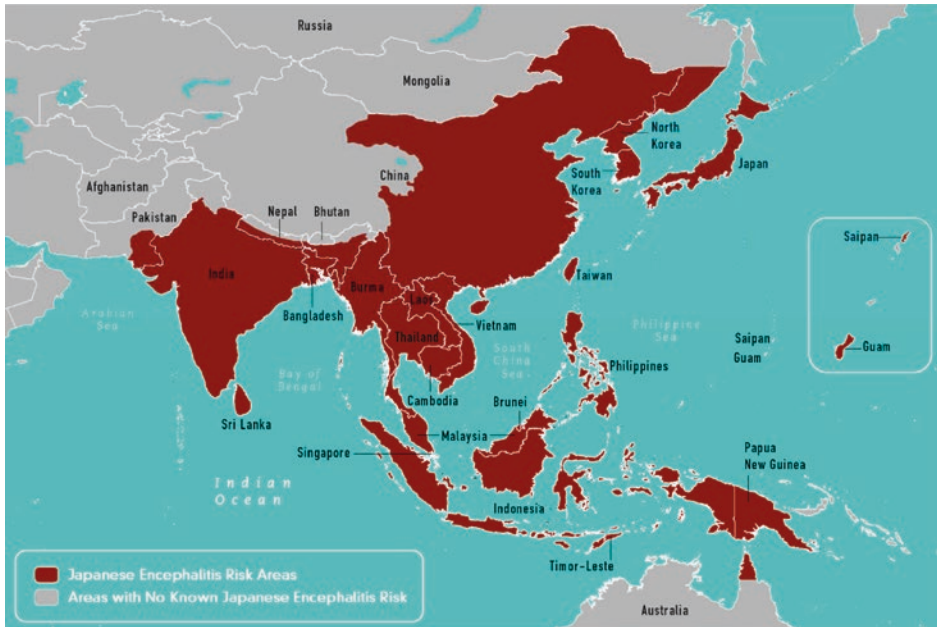 Russia
Mongolia
North
Korea
China
South
Korea
Japan
Afghanistan
Pakistan
Nepal
Bhutan
Saipan
India
Burma
Laos
Taiwan
Arabian
Sea
Bangladesh
Thailand
Vietnam
Philippine
Sea
Saipan
Guam
Guam
South
China
Sea
Bay of
Bengal
Philippines
Cambodia
Brunei
Sri Lanka
Malaysia
Singapore
Papua
New Guinea
Indian
Ocean
Indonesia
Timor-Leste
Japanese Encephalitis Risk Areas
Areas with No Known Japanese Encephalitis Risk
Australia